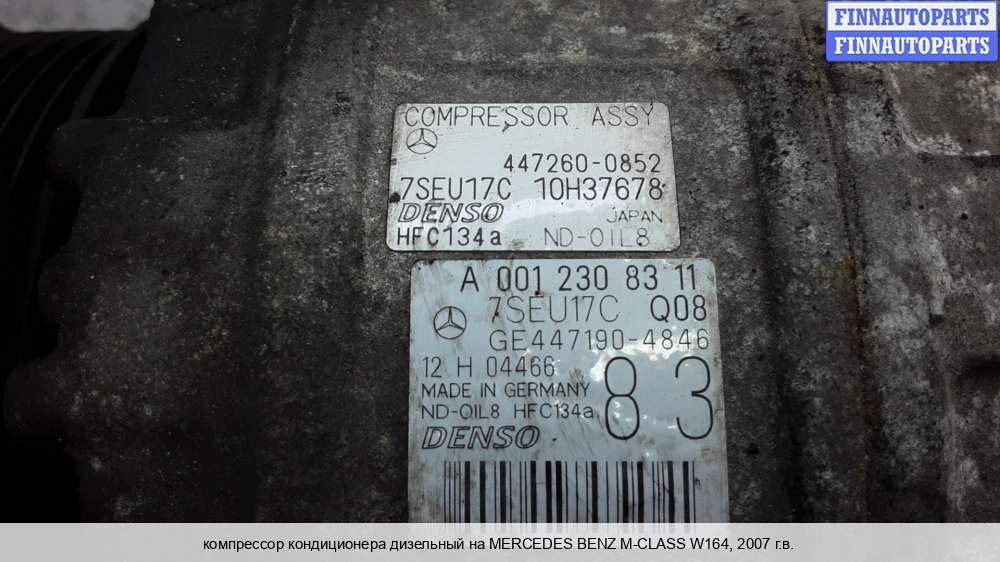 FINNAUTOPARTS
FINNAUTOPARTS
COMPRESSOR ASSY
447260-0852
7SEU17C 10H37678
DENSO JAPAN
HFC134a ND-OIL8
A 001 230 83 11
7SEU17C Q08
GE447190-4846
12 H 04466
MADE IN GERMANY
ND-OIL8 HFC134a
83
DENSO
компрессор кондиционера дизельный на MERCEDES BENZ M-CLASS W164, 2007 г.в.